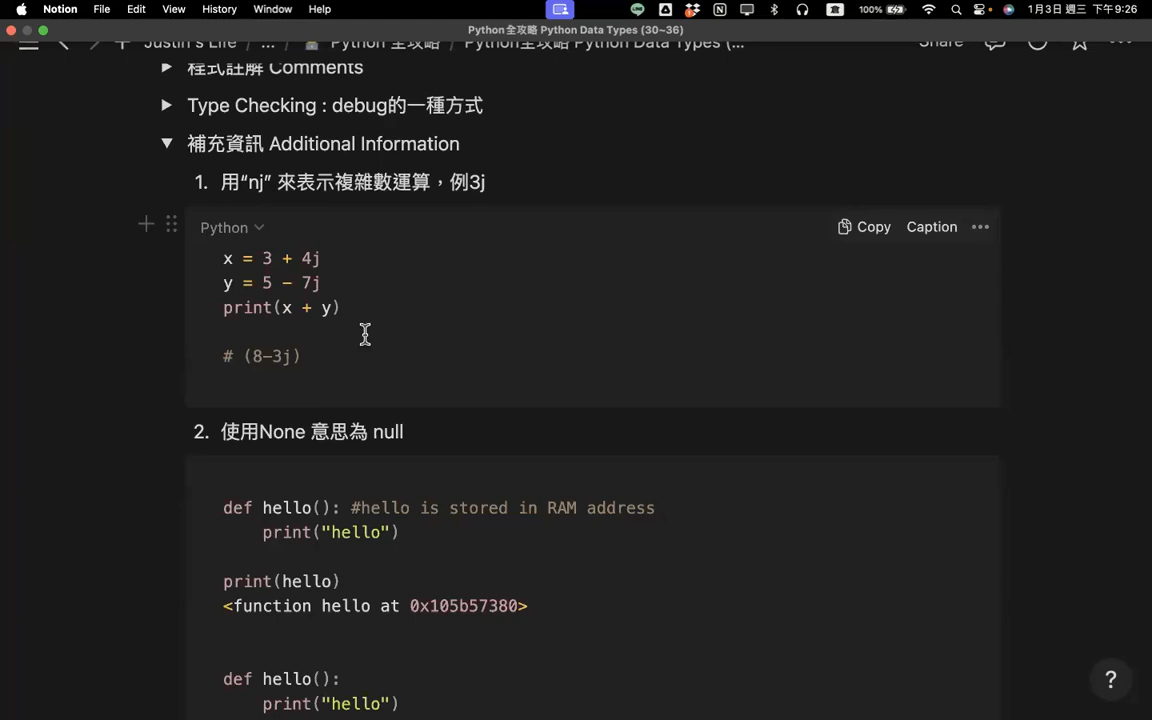 Notion File Edit View History Window Help 100% 1月3日 週三 下午9:26
Python全攻略 Python Data Types (30~36)
Justin's Life / ... / Python 全攻略 / Python全攻略 Python Data Types (... Share
程式註解 Comments
Type Checking : debug的一種方式
補充資訊 Additional Information
1. 用“nj” 來表示複雜數運算，例3j
Python Copy Caption
x = 3 + 4j
y = 5 - 7j
print(x + y)
# (8-3j)
2. 使用None 意思為 null
def hello(): #hello is stored in RAM address
print("hello")
print(hello)
<function hello at 0x105b57380>
def hello():
print("hello")
?